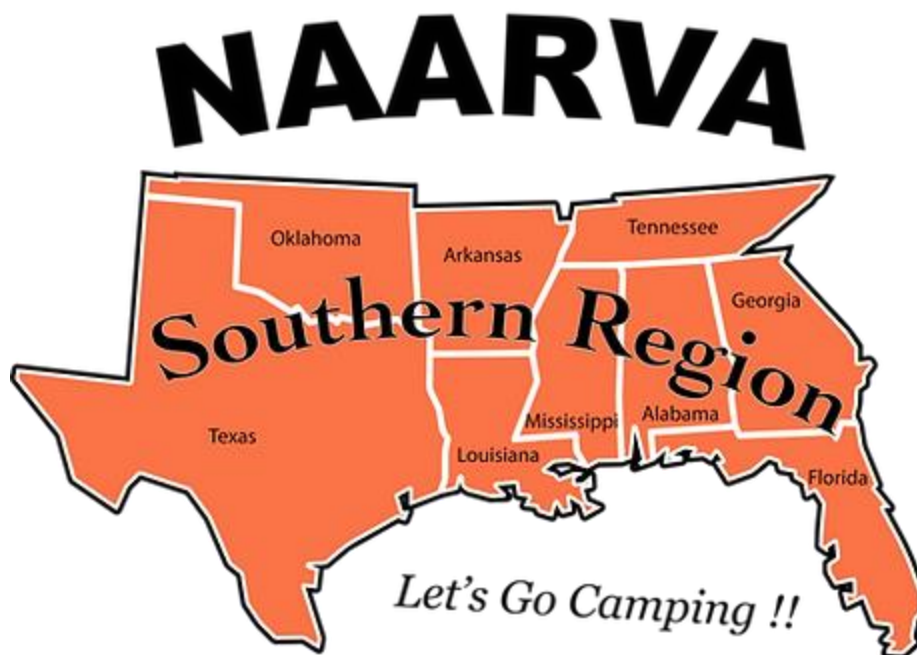 NAARVA
Oklahoma
Arkansas
Tennessee
Georgia
Southern Region
Texas
Louisiana
Mississippi
Alabama
Florida
Let's Go Camping !!